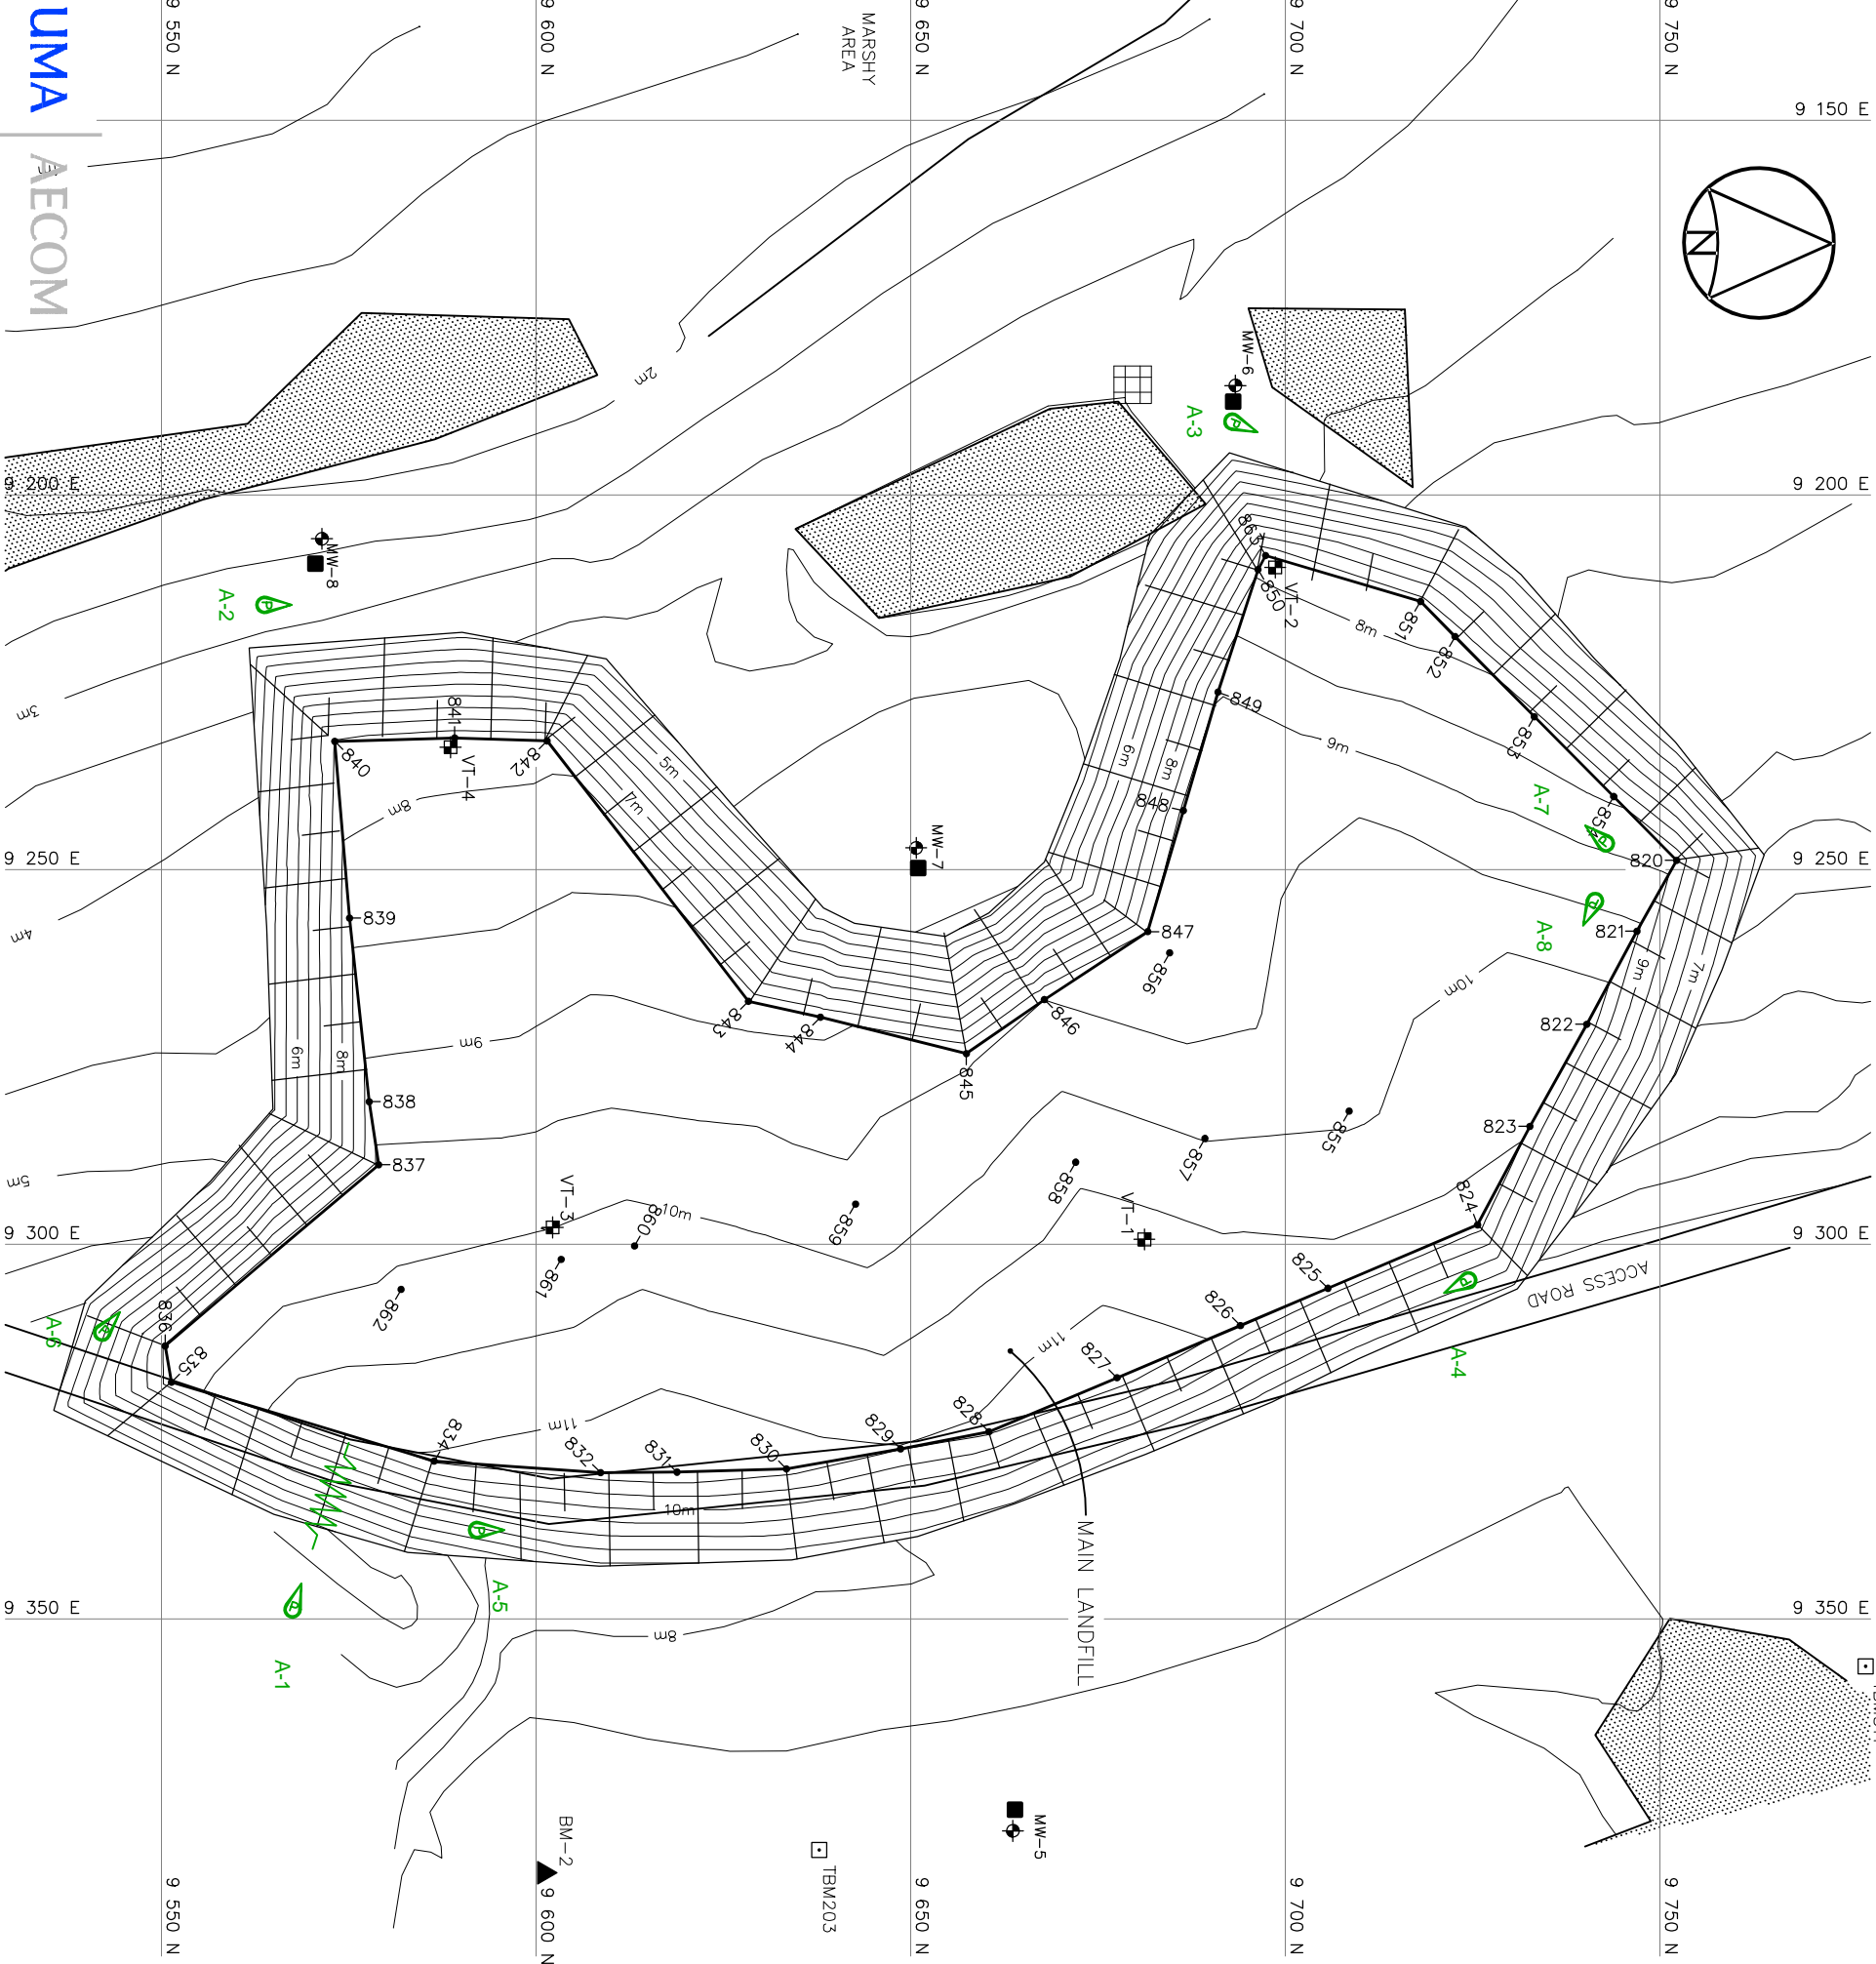 UMA
AECOM
9 550 N
9 600 N
9 650 N
9 700 N
9 750 N
MARSHY
AREA
9 150 E
N
2m
MW-6
A-3
9 200 E
9 200 E
MW-8
A-2
863
850
VT-2
8m
851
852
853
854
A-7
820
3m
841
840
842
VT-4
8m
5m
7m
849
9m
6m
8m
848
MW-7
9 250 E
9 250 E
4m
839
847
856
821
A-8
9m
7m
10m
822
843
844
845
846
9m
6m
8m
838
837
855
857
858
823
824
5m
VT-3
860
10m
859
VT-1
9 300 E
9 300 E
861
862
825
826
827
ACCESS ROAD
A-4
A-6
836
835
11m
11m
834
832
831
830
829
828
10m
MAIN LANDFILL
9 350 E
9 350 E
A-5
A-1
8m
MW-5
BM-2
TBM203
9 550 N
9 600 N
9 650 N
9 700 N
9 750 N